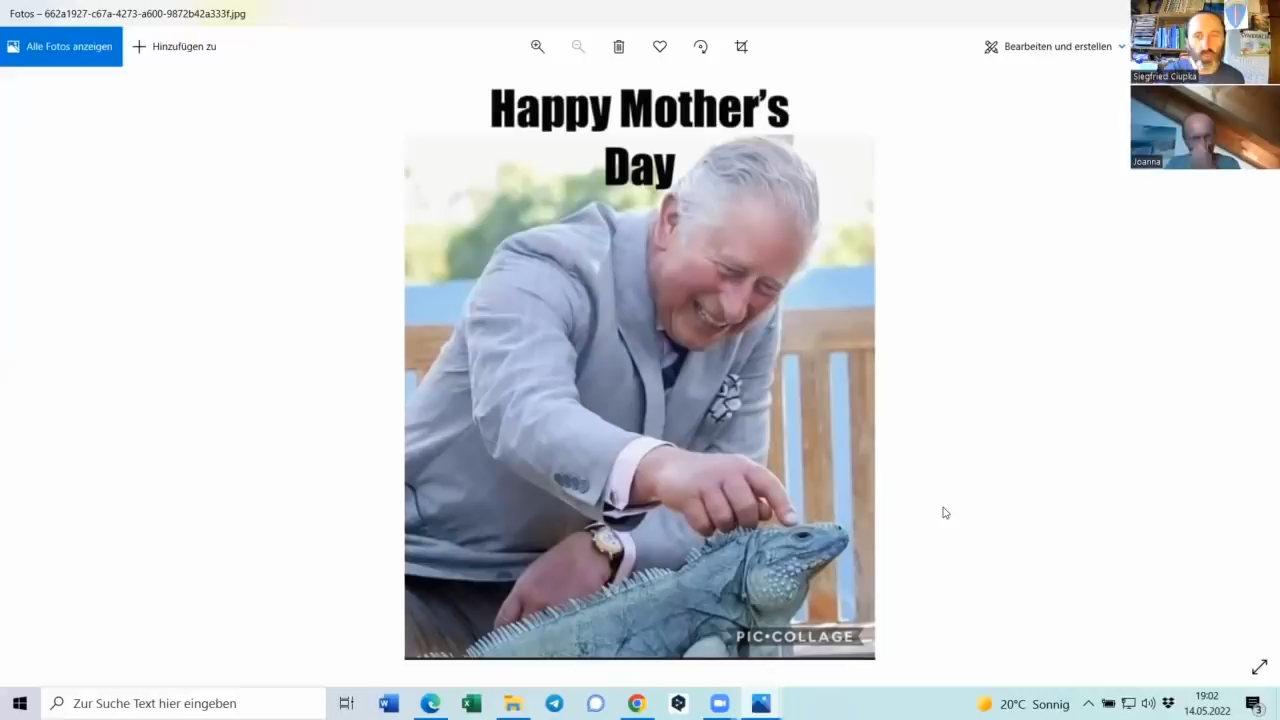 Fotos – 662a1927-c67a-4273-a600-9872b42a333f.jpg
Alle Fotos anzeigen
Hinzufügen zu
Bearbeiten und erstellen
Siegfried Ciupka
Joanna
Happy Mother's
Day
PIC•COLLAGE
Zur Suche Text hier eingeben
20°C Sonnig
19:02
14.05.2022
3